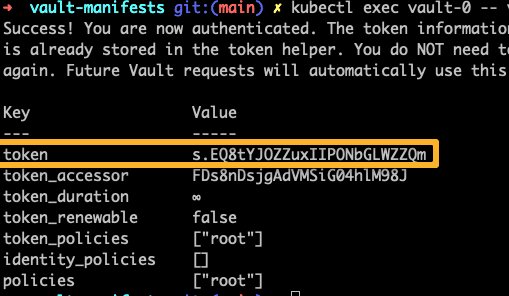 → vault-manifests git:(main) ✗ kubectl exec vault-0 --
Success! You are now authenticated. The token informatio
is already stored in the token helper. You do NOT need t
again. Future Vault requests will automatically use this
Key Value
--- -----
token s.EQ8tYJOZZuxIIPONbGLWZZQm
token_accessor FDs8nDsjgAdVMSiG04hlM98J
token_duration ∞
token_renewable false
token_policies ["root"]
identity_policies []
policies ["root"]